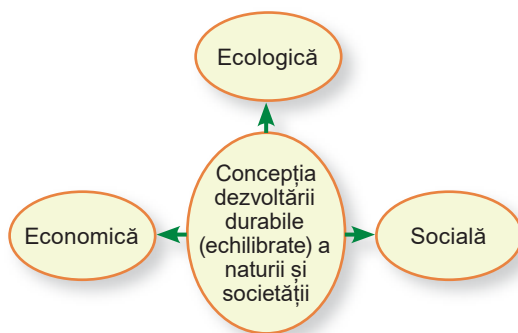 Ecologică
Concepția
dezvoltării
durabile
(echilibrate) a
naturii și
societății
Economică
Socială